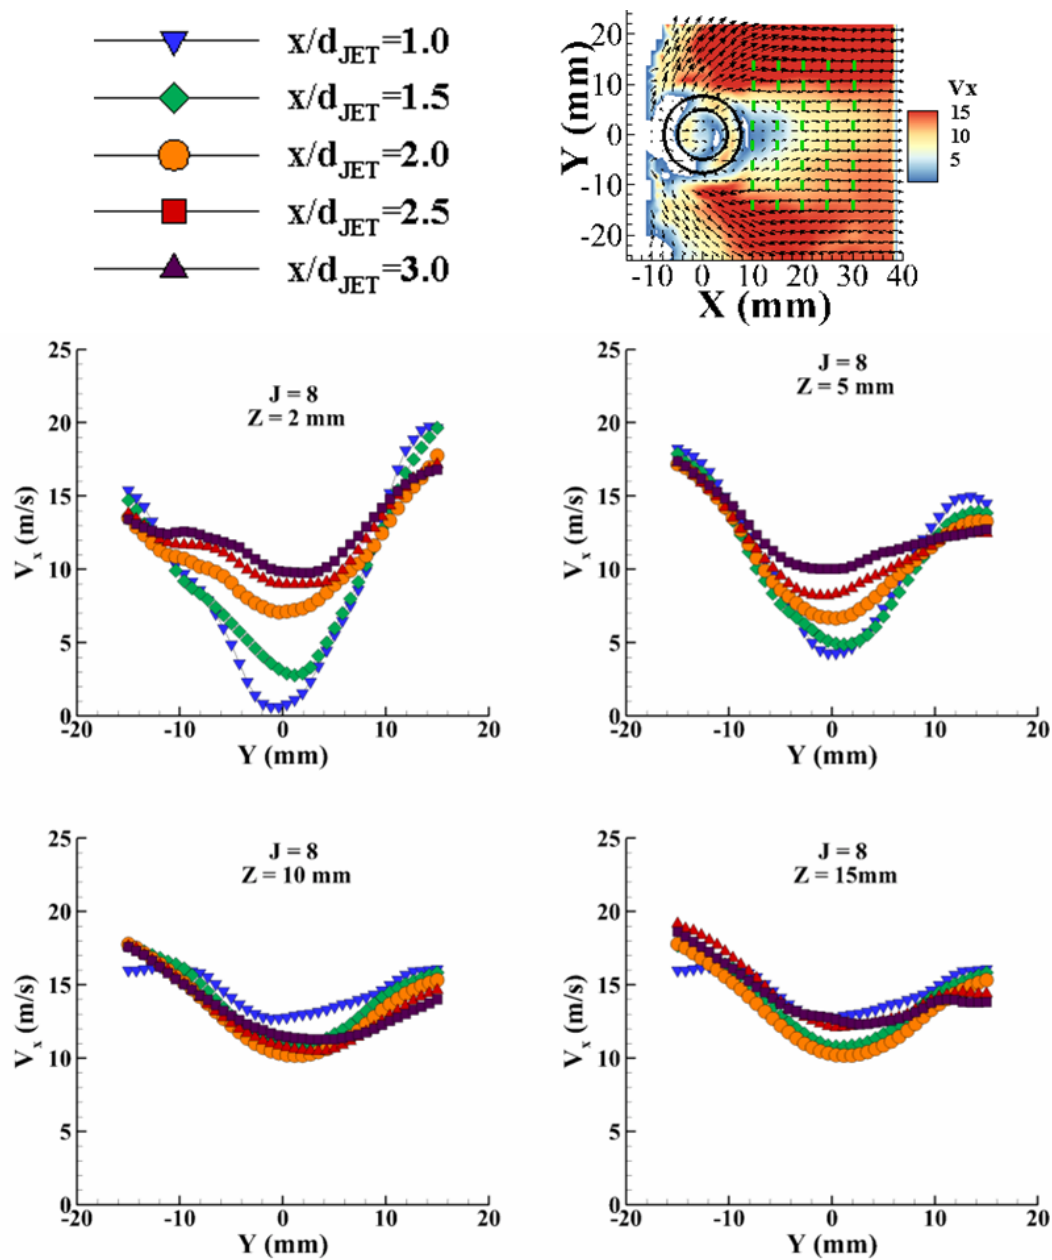 x/dJET=1.0
x/dJET=1.5
x/dJET=2.0
x/dJET=2.5
x/dJET=3.0
20
10
0
-10
-20
Y (mm)
-10 0 10 20 30 40
X (mm)
Vx
15
10
5
25
20
15
10
5
0
Vx (m/s)
J = 8
Z = 2 mm
-20 -10 0 10 20
Y (mm)
25
20
15
10
5
0
Vx (m/s)
J = 8
Z = 5 mm
-20 -10 0 10 20
Y (mm)
25
20
15
10
5
0
Vx (m/s)
J = 8
Z = 10 mm
-20 -10 0 10 20
Y (mm)
25
20
15
10
5
0
Vx (m/s)
J = 8
Z = 15mm
-20 -10 0 10 20
Y (mm)